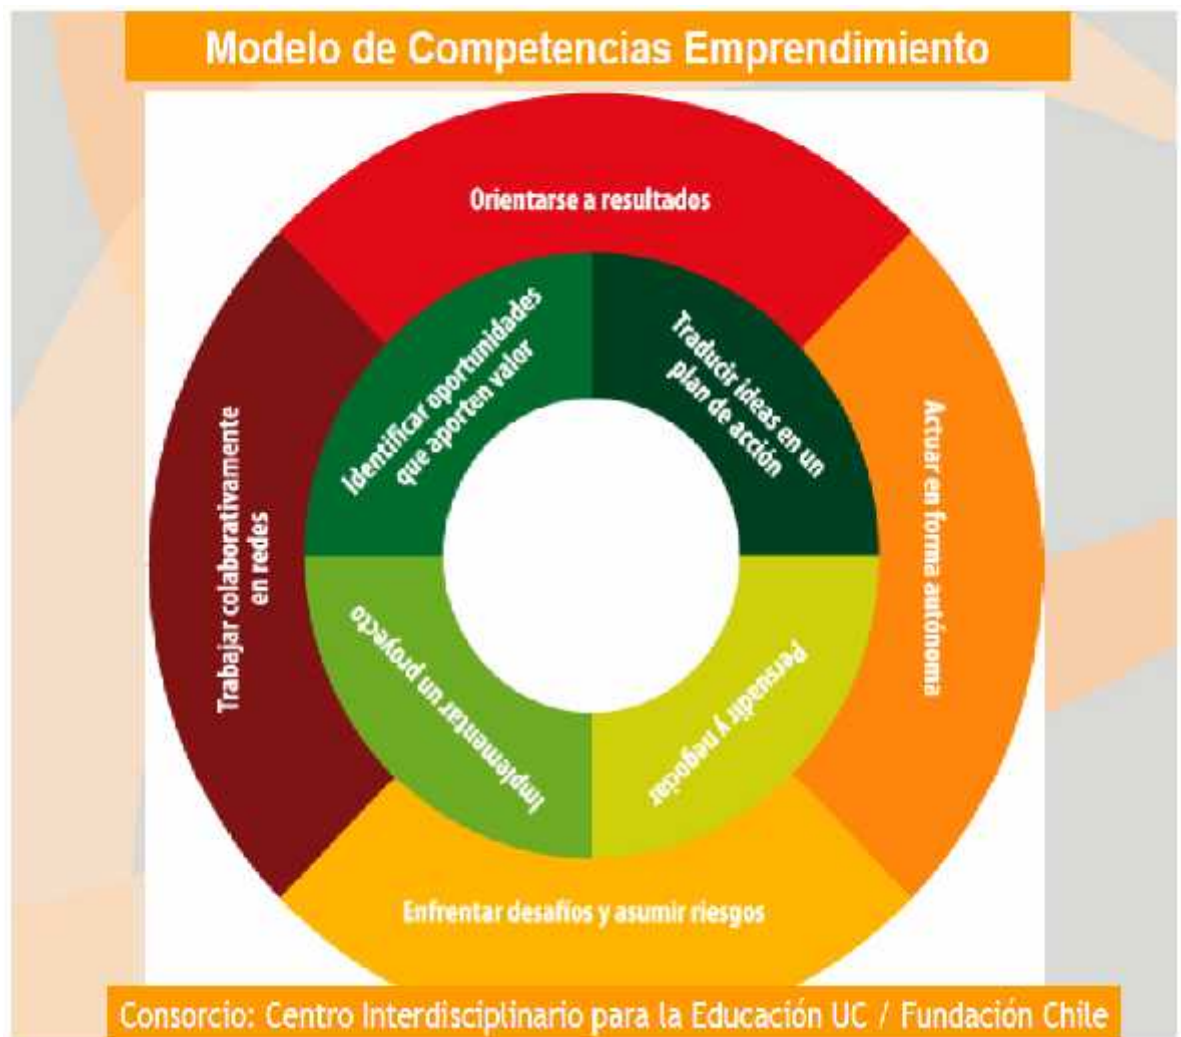 Modelo de Competencias Emprendimiento
Orientarse a resultados
Identificar oportunidades
que aporten valor
Traducir ideas en un
plan de acción
Trabajar colaborativamente
en redes
Actuar en forma autónoma
Implementar un proyecto
Persuadir y negociar
Enfrentar desafíos y asumir riesgos
Consorcio: Centro Interdisciplinario para la Educación UC / Fundación Chile